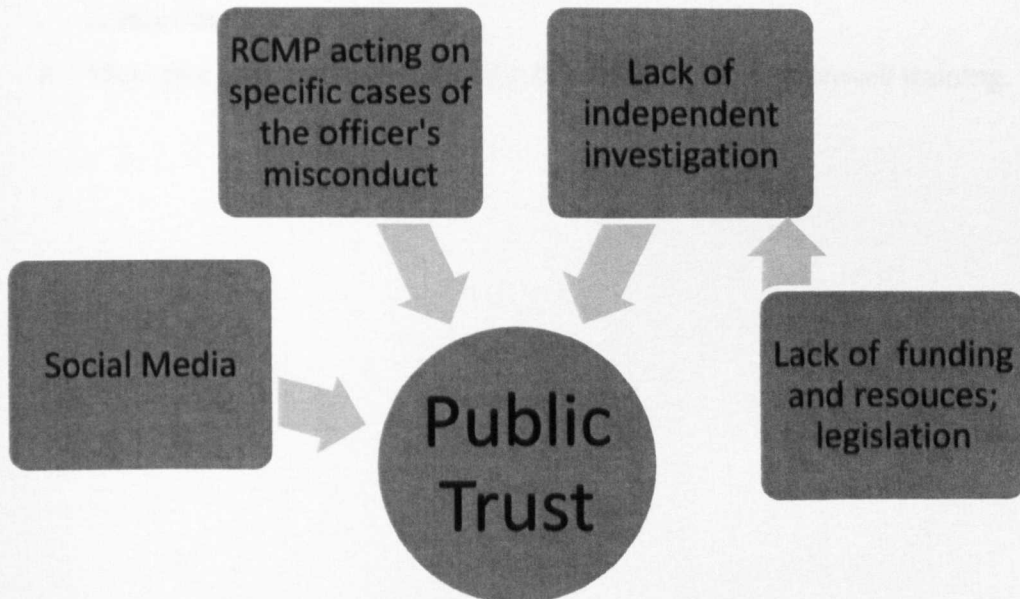 RCMP acting on
specific cases of
the officer's
misconduct
Lack of
independent
investigation
Social Media
Lack of funding
and resouces;
legislation
Public
Trust